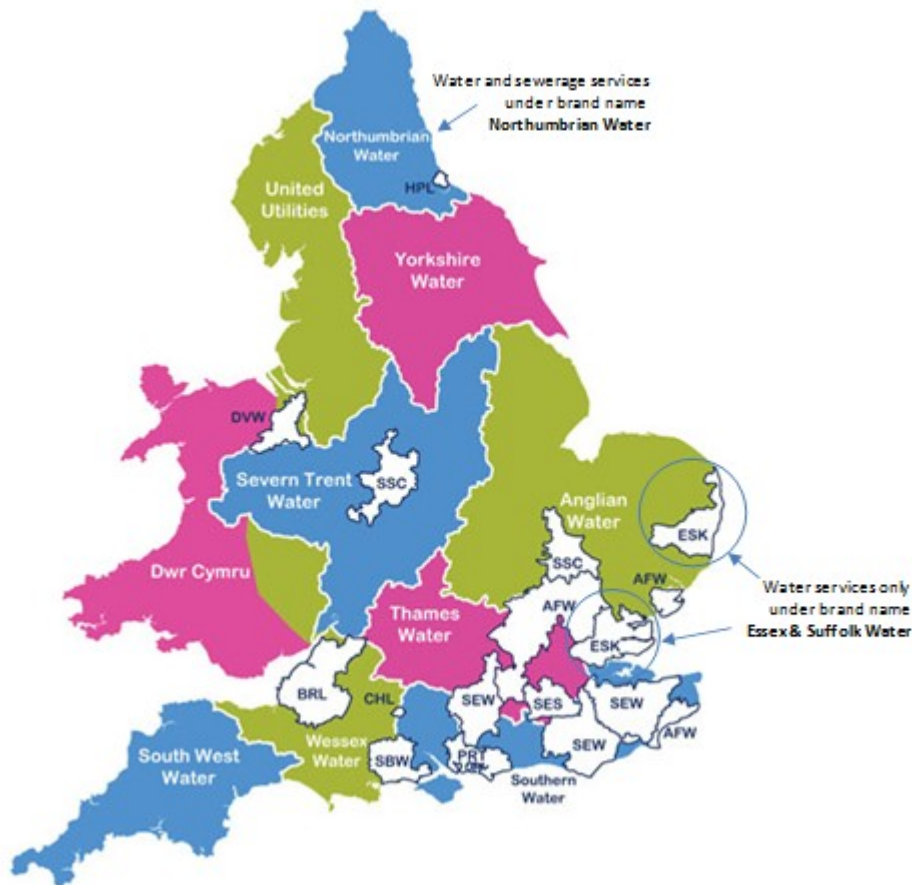 Water and sewerage services
under brand name
Northumbrian Water
Northumbrian
Water
HPL
United
Utilities
Yorkshire
Water
DVW
Severn Trent
Water
SSC
Anglian
Water
ESK
SSC
Dwr Cymru
AFW
Water services only
under brand name
Essex & Suffolk Water
Thames
Water
AFW
ESK
BRL
CHL
SEW
SES
SEW
Wessex
Water
SBW
PRT
SEW
AFW
South West
Water
Southern
Water